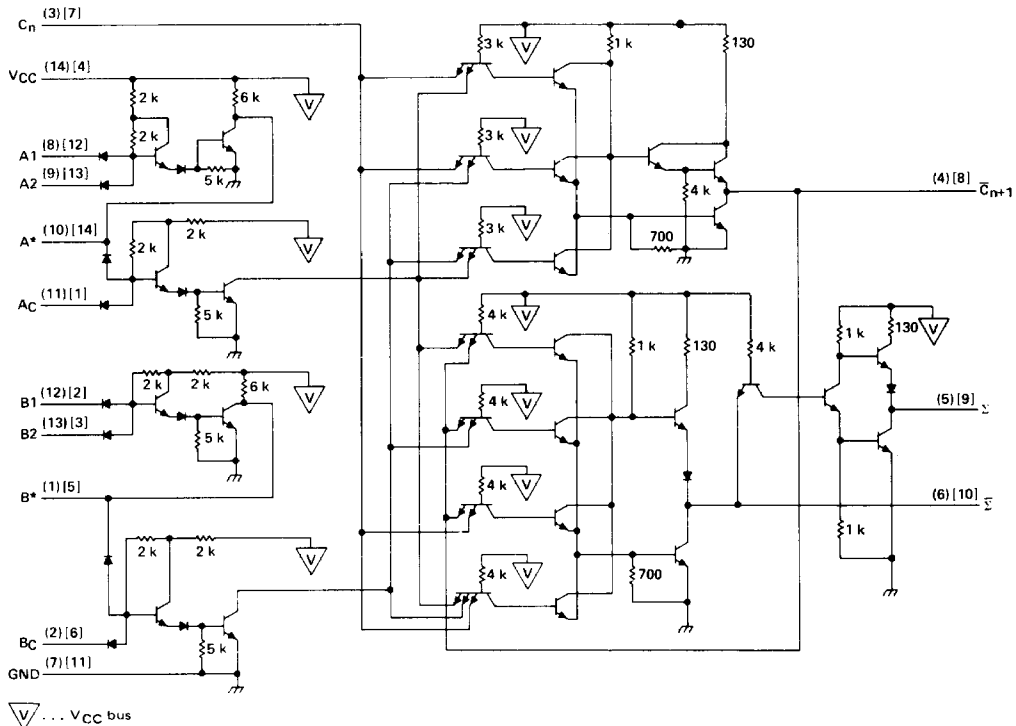 Cn (3) [7]
VCC (14) [4]
2 k
6 k
2 k
A1 (8) [12]
A2 (9) [13]
5 k
A* (10) [14]
2 k
2 k
AC (11) [1]
5 k
B1 (12) [2]
2 k
2 k
6 k
B2 (13) [3]
5 k
B* (1) [5]
2 k
2 k
BC (2) [6]
5 k
GND (7) [11]
V
V
V
V
3 k
V
1 k
130
3 k
V
4 k
3 k
V
700
(4) [8] C̅n+1
4 k
V
1 k
130
4 k
4 k
V
4 k
V
4 k
V
700
1 k
130
V
(5) [9] Σ
(6) [10] Σ̅
1 k
V ... VCC bus